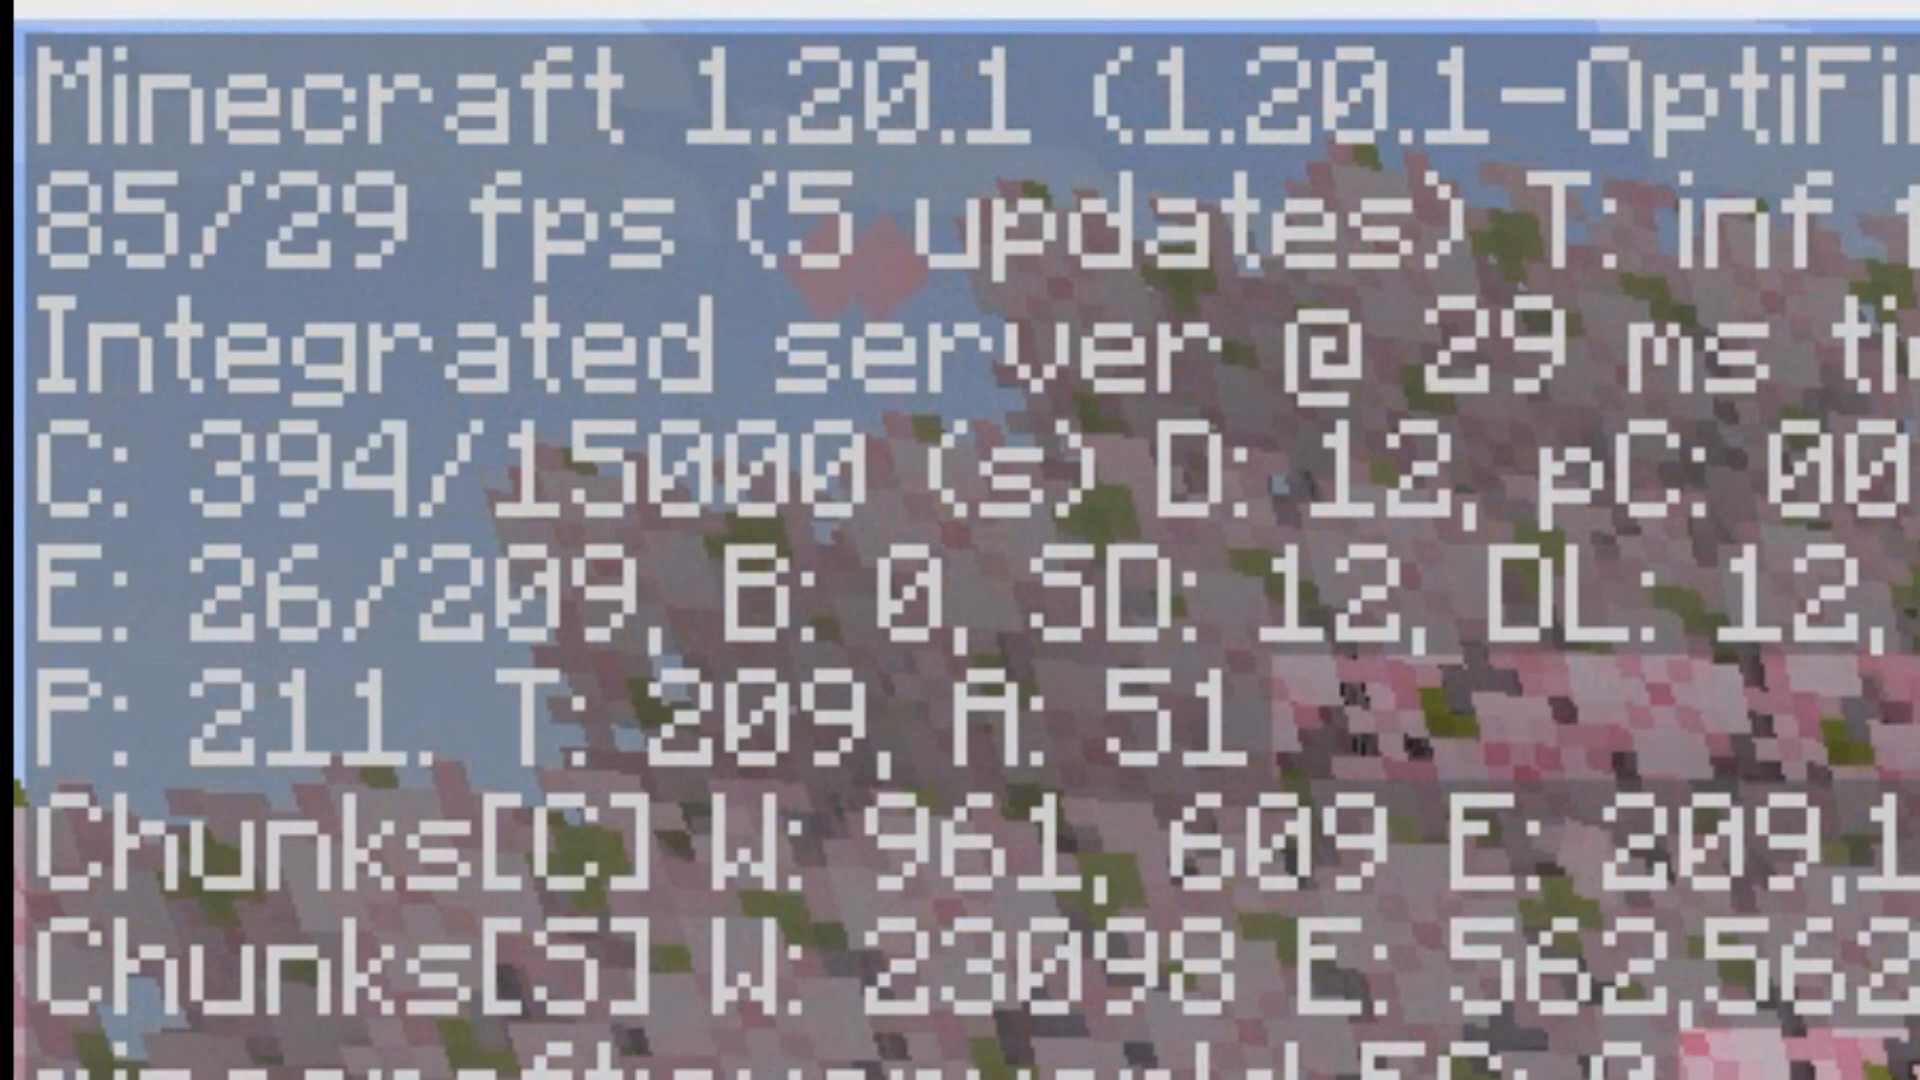 Minecraft 1.20.1 (1.20.1-OptiFi
85/29 fps (5 updates) T: inf
Integrated server @ 29 ms ti
C: 394/15000 (s) D: 12, pC: 00
E: 26/209, B: 0, SD: 12, DL: 12,
P: 211. T: 209, A: 51
Chunks[C] W: 961, 609 E: 209,1
Chunks[S] W: 23098 E: 562,562